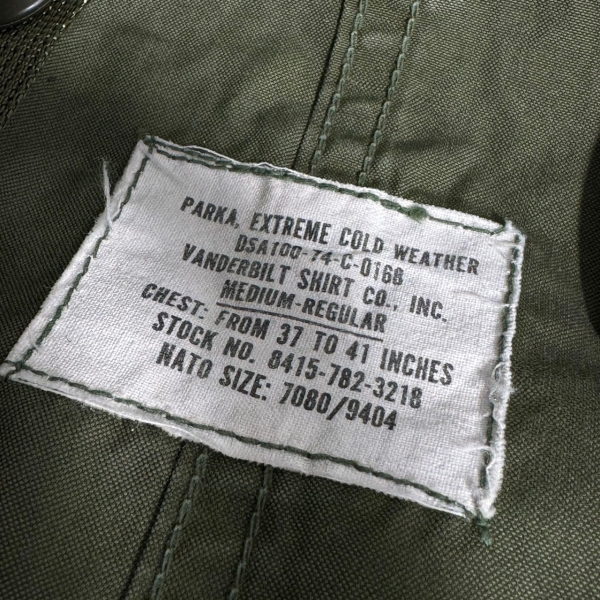 PARKA, EXTREME COLD WEATHER
DSA100-74-C-0168
VANDERBILT SHIRT CO., INC.
MEDIUM-REGULAR
CHEST: FROM 37 TO 41 INCHES
STOCK NO. 8415-782-3218
NATO SIZE: 7080/9404